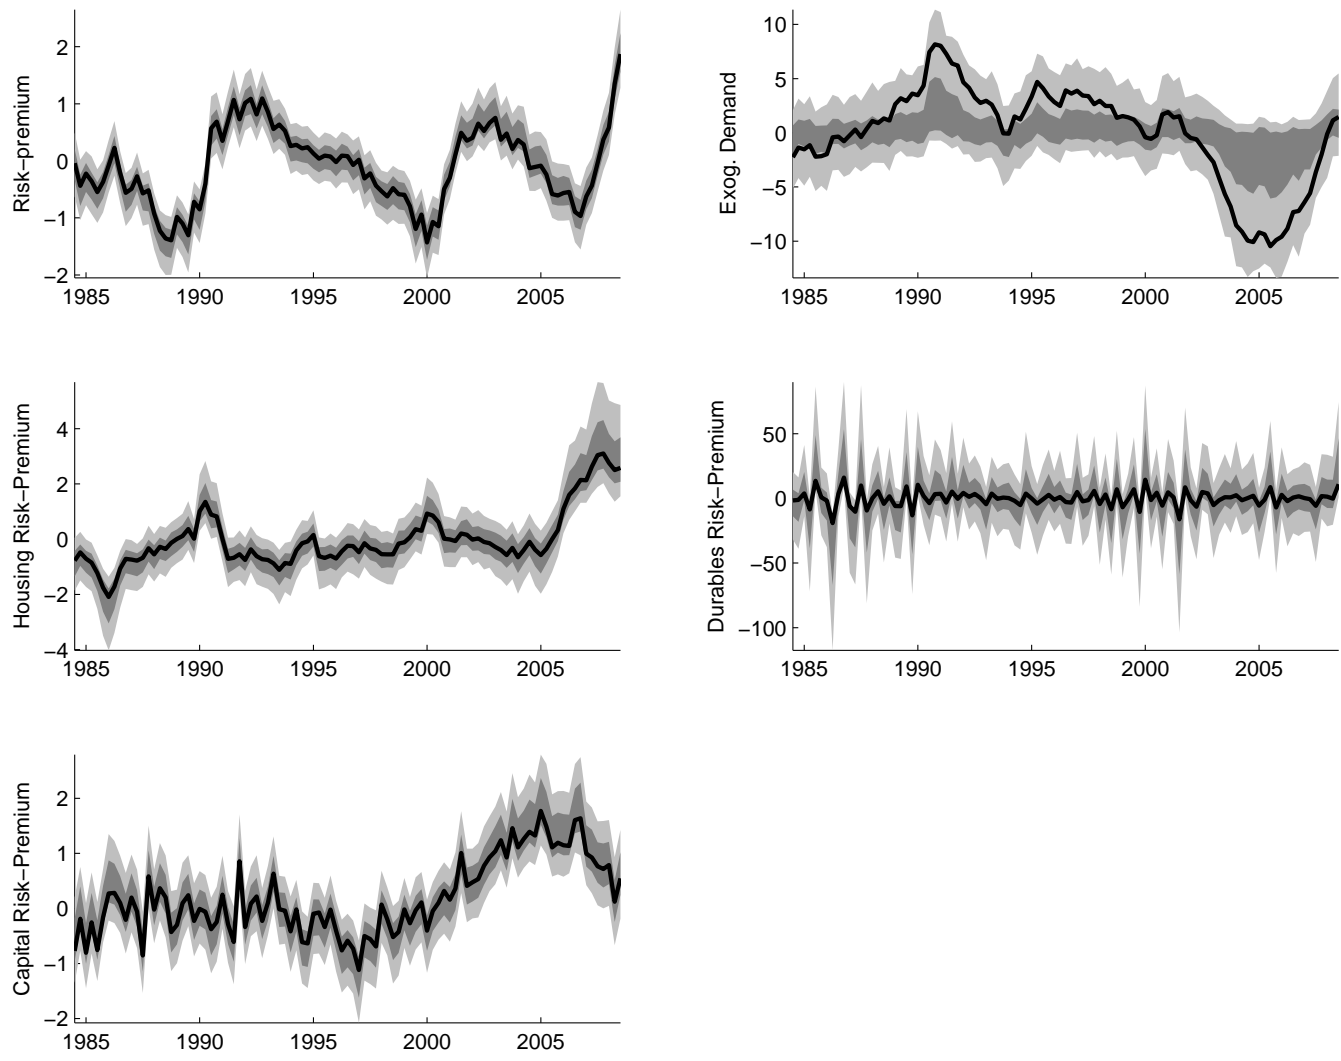 Risk−premium
2
1
0
−1
−2
1985 1990 1995 2000 2005
Exog. Demand
10
5
0
−5
−10
1985 1990 1995 2000 2005
Housing Risk−Premium
4
2
0
−2
−4
1985 1990 1995 2000 2005
Durables Risk−Premium
50
0
−50
−100
1985 1990 1995 2000 2005
Capital Risk−Premium
2
1
0
−1
−2
1985 1990 1995 2000 2005